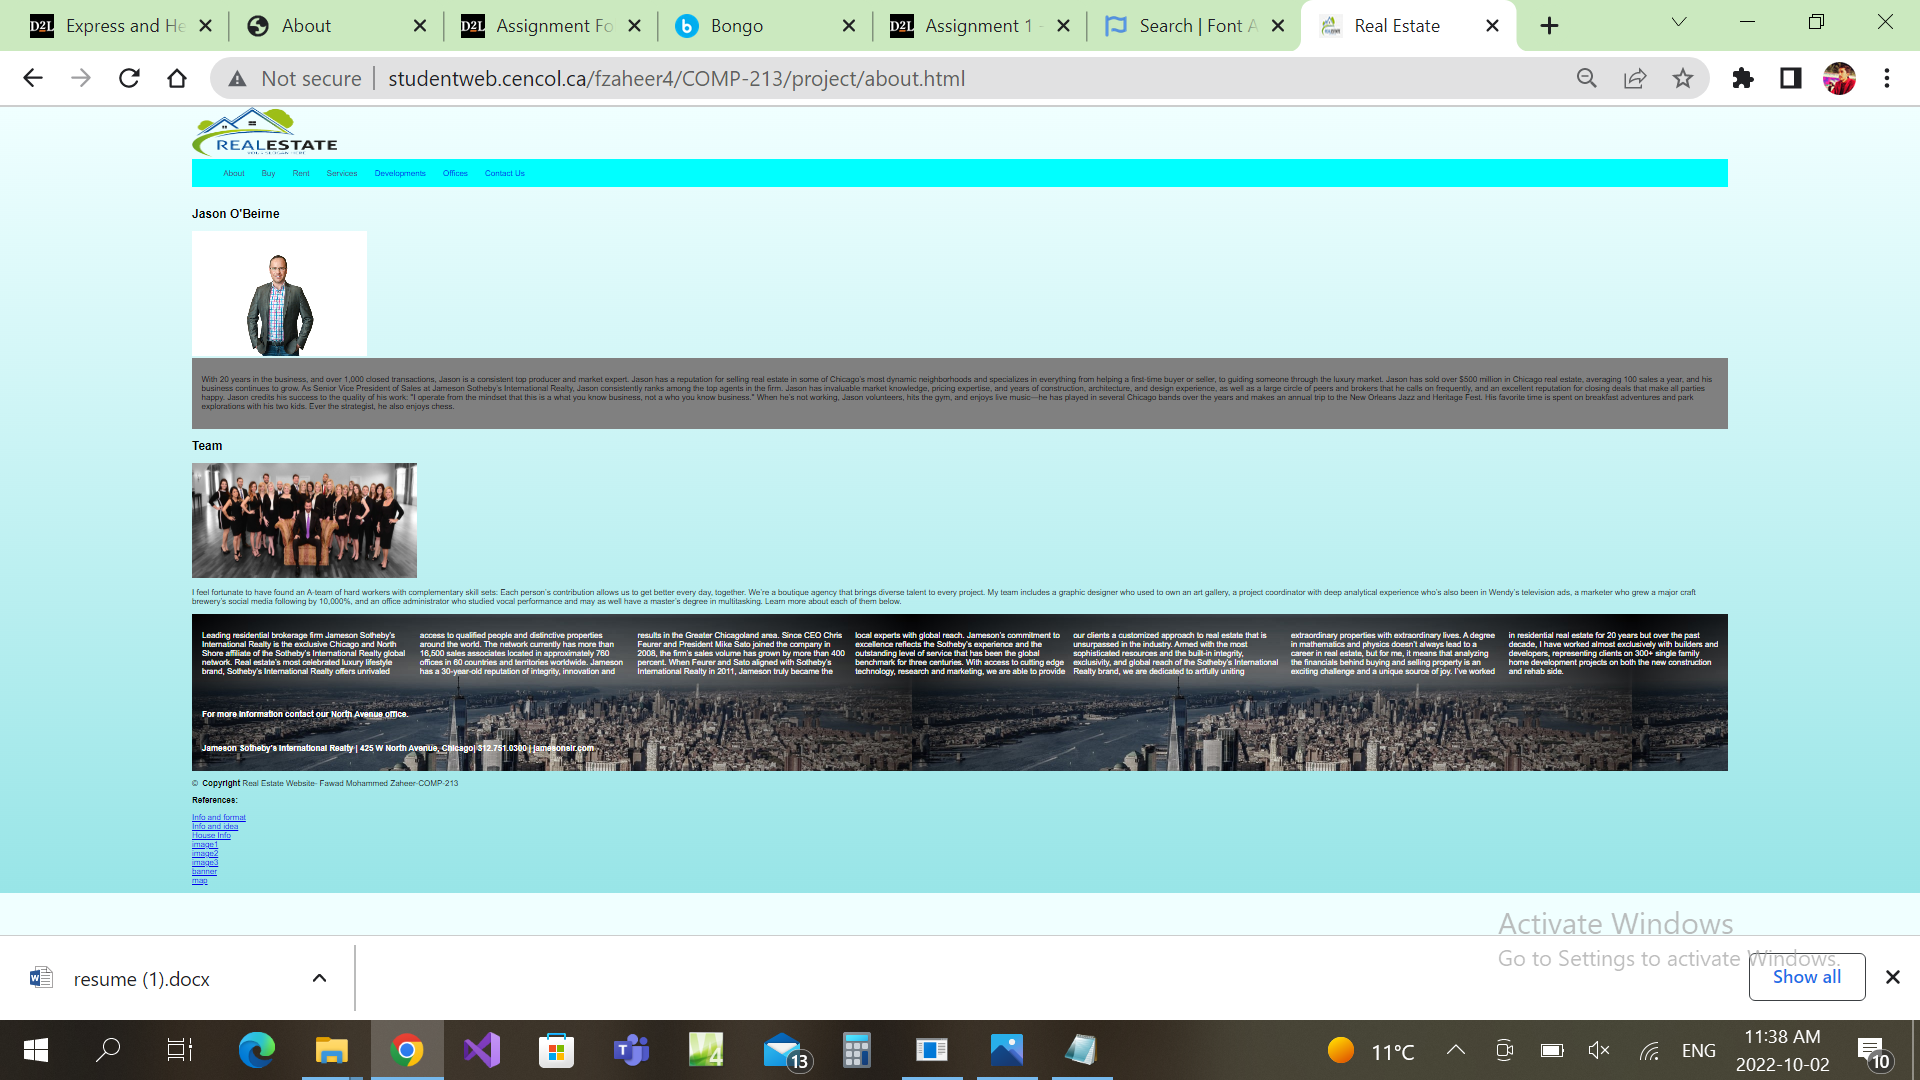 Express and He
About
Assignment Fo
Bongo
Assignment 1 -
Search | Font A
Real Estate
Not secure
studentweb.cencol.ca/fzaheer4/COMP-213/project/about.html
REALESTATE
About Buy Rent Services Developments Offices Contact Us
Jason O'Beirne
With 20 years in the business, and over 1,000 closed transactions, Jason is a consistent top producer and market expert. Jason has a reputation for selling real estate in some of Chicago's most dynamic neighborhoods and specializes in everything from helping a first-time buyer or seller, to guiding someone through the luxury market. Jason has sold over $500 million in Chicago real estate, averaging 100 sales a year, and his
business continues to grow. As Senior Vice President of Sales at Jameson Sotheby's International Realty, Jason consistently ranks among the top agents in the firm. Jason has invaluable market knowledge, pricing expertise, and years of construction, architecture, and design experience, as well as a large circle of peers and brokers that he calls on frequently, and an excellent reputation for closing deals that make all parties
happy. Jason credits his success to the quality of his work: "I operate from the mindset that this is a what you know business, not a who you know business." When he's not working, Jason volunteers, hits the gym, and enjoys live music---he has played in several Chicago bands over the years and makes an annual trip to the New Orleans Jazz and Heritage Fest. His favorite time is spent on breakfast adventures and park
explorations with his two kids. Ever the strategist, he also enjoys chess.
Team
I feel fortunate to have found an A-team of hard workers with complementary skill sets: Each person's contribution allows us to get better every day, together. We're a boutique agency that brings diverse talent to every project. My team includes a graphic designer who used to own an art gallery, a project coordinator with deep analytical experience who's also been in Wendy's television ads, a marketer who grew a major craft
brewery's social media following by 10,000%, and an office administrator who studied vocal performance and may as well have a master's degree in multitasking. Learn more about each of them below.
Leading residential brokerage firm Jameson Sotheby's
International Realty is the exclusive Chicago and North
Shore affiliate of the Sotheby's International Realty global
network. Real estate's most celebrated luxury lifestyle
brand, Sotheby's International Realty offers unrivaled
access to qualified people and distinctive properties
around the world. The network currently has more than
16,500 sales associates located in approximately 760
offices in 60 countries and territories worldwide. Jameson
has a 30-year-old reputation of integrity, innovation and
results in the Greater Chicagoland area. Since CEO Chris
Feurer and President Mike Sato joined the company in
2008, the firm's sales volume has grown by more than 400
percent. When Feurer and Sato aligned with Sotheby's
International Realty in 2011, Jameson truly became the
local experts with global reach. Jameson's commitment to
excellence reflects the Sotheby's experience and the
outstanding level of service that has been the global
benchmark for three centuries. With access to cutting edge
technology, research and marketing, we are able to provide
our clients a customized approach to real estate that is
unsurpassed in the industry. Armed with the most
sophisticated resources and the built-in integrity,
exclusivity, and global reach of the Sotheby's International
Realty brand, we are dedicated to artfully uniting
extraordinary properties with extraordinary lives. A degree
in mathematics and physics doesn't always lead to a
career in real estate, but for me, it means that analyzing
the financials behind buying and selling property is an
exciting challenge and a unique source of joy. I've worked
in residential real estate for 20 years but over the past
decade, I have worked almost exclusively with builders and
developers, representing clients on 300+ single family
home development projects on both the new construction
and rehab side.
For more information contact our North Avenue office.
Jameson Sotheby's International Realty | 425 W North Avenue, Chicago| 312.751.0300 | jamesonsir.com
© Copyright Real Estate Website- Fawad Mohammed Zaheer-COMP-213
References:
Info and format
Info and idea
House Info
image1
image2
image3
banner
map
Activate Windows
Go to Settings to activate Windows.
resume (1).docx
Show all
13
11°C
ENG
11:38 AM
2022-10-02
10